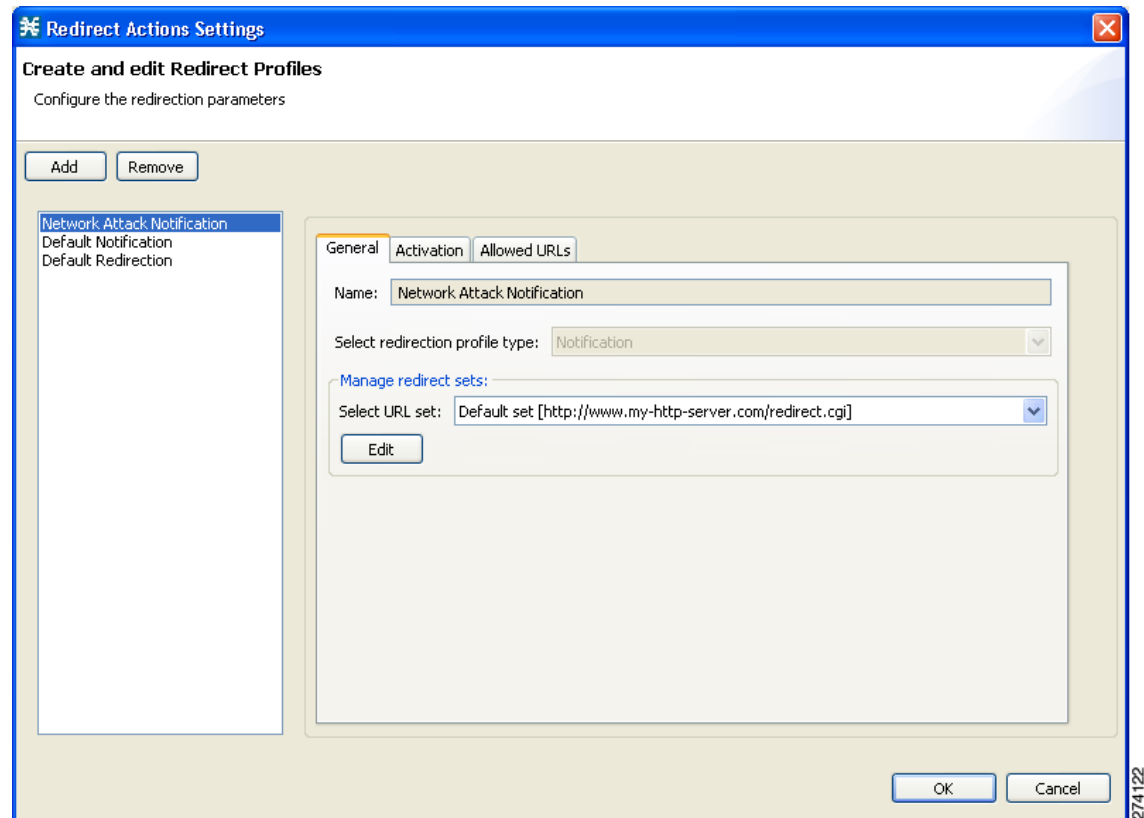 Redirect Actions Settings
Create and edit Redirect Profiles
Configure the redirection parameters
Add Remove
Network Attack Notification
Default Notification
Default Redirection
General Activation Allowed URLs
Name: Network Attack Notification
Select redirection profile type: Notification
Manage redirect sets:
Select URL set: Default set [http://www.my-http-server.com/redirect.cgi]
Edit
OK Cancel
274122